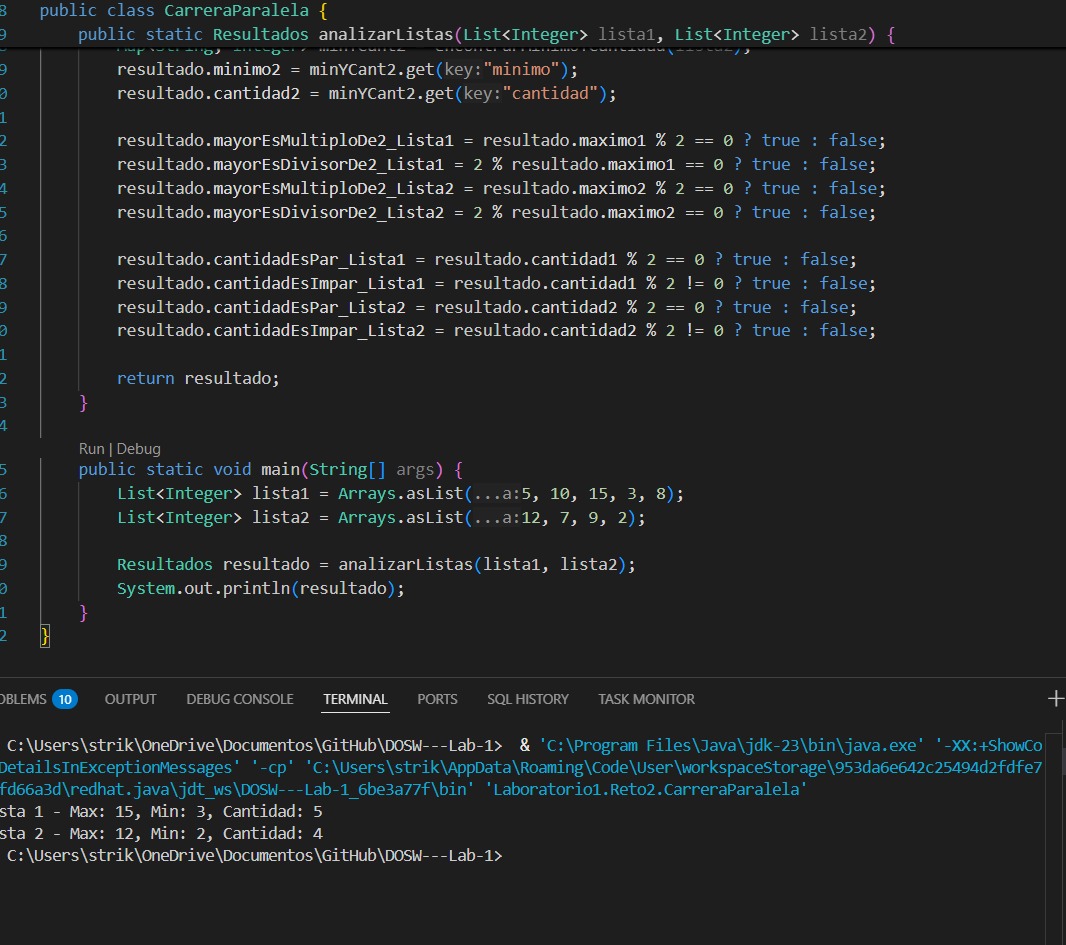 8 public class CarreraParalela {
9 public static Resultados analizarListas(List<Integer> lista1, List<Integer> lista2) {
9 resultado.minimo2 = minYCant2.get(key:"minimo");
0 resultado.cantidad2 = minYCant2.get(key:"cantidad");
1
2 resultado.mayorEsMultiploDe2_Lista1 = resultado.maximo1 % 2 == 0 ? true : false;
3 resultado.mayorEsDivisorDe2_Lista1 = 2 % resultado.maximo1 == 0 ? true : false;
4 resultado.mayorEsMultiploDe2_Lista2 = resultado.maximo2 % 2 == 0 ? true : false;
5 resultado.mayorEsDivisorDe2_Lista2 = 2 % resultado.maximo2 == 0 ? true : false;
6
7 resultado.cantidadEsPar_Lista1 = resultado.cantidad1 % 2 == 0 ? true : false;
8 resultado.cantidadEsImpar_Lista1 = resultado.cantidad1 % 2 != 0 ? true : false;
9 resultado.cantidadEsPar_Lista2 = resultado.cantidad2 % 2 == 0 ? true : false;
0 resultado.cantidadEsImpar_Lista2 = resultado.cantidad2 % 2 != 0 ? true : false;
1
2 return resultado;
3 }
4
Run | Debug
5 public static void main(String[] args) {
6 List<Integer> lista1 = Arrays.asList(...a:5, 10, 15, 3, 8);
7 List<Integer> lista2 = Arrays.asList(...a:12, 7, 9, 2);
8
9 Resultados resultado = analizarListas(lista1, lista2);
0 System.out.println(resultado);
1 }
2 }
OBLEMS 10 OUTPUT DEBUG CONSOLE TERMINAL PORTS SQL HISTORY TASK MONITOR +
C:\Users\strik\OneDrive\Documentos\GitHub\DOSW---Lab-1> & 'C:\Program Files\Java\jdk-23\bin\java.exe' '-XX:+ShowCo
DetailsInExceptionMessages' '-cp' 'C:\Users\strik\AppData\Roaming\Code\User\workspaceStorage\953da6e642c25494d2fdfe7
fd66a3d\redhat.java\jdt_ws\DOSW---Lab-1_6be3a77f\bin' 'Laboratorio1.Reto2.CarreraParalela'
sta 1 - Max: 15, Min: 3, Cantidad: 5
sta 2 - Max: 12, Min: 2, Cantidad: 4
C:\Users\strik\OneDrive\Documentos\GitHub\DOSW---Lab-1>